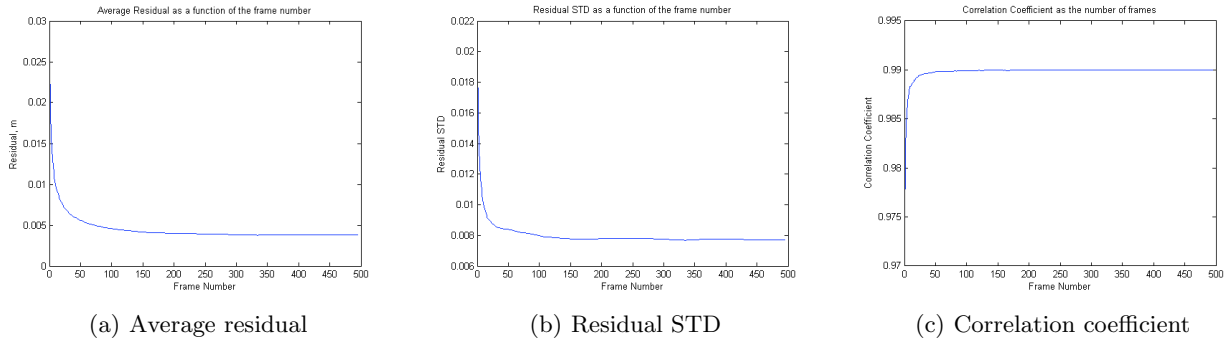 Average Residual as a function of the frame number
0.03
0.025
0.02
0.015
0.01
0.005
0
Residual, m
0 50 100 150 200 250 300 350 400 450 500
Frame Number
(a) Average residual
Residual STD as a function of the frame number
0.022
0.02
0.018
0.016
0.014
0.012
0.01
0.008
0.006
Residual STD
0 50 100 150 200 250 300 350 400 450 500
Frame Number
(b) Residual STD
Correlation Coefficient as the number of frames
0.995
0.99
0.985
0.98
0.975
0.97
Correlation Coefficient
0 50 100 150 200 250 300 350 400 450 500
Frame Number
(c) Correlation coefficient